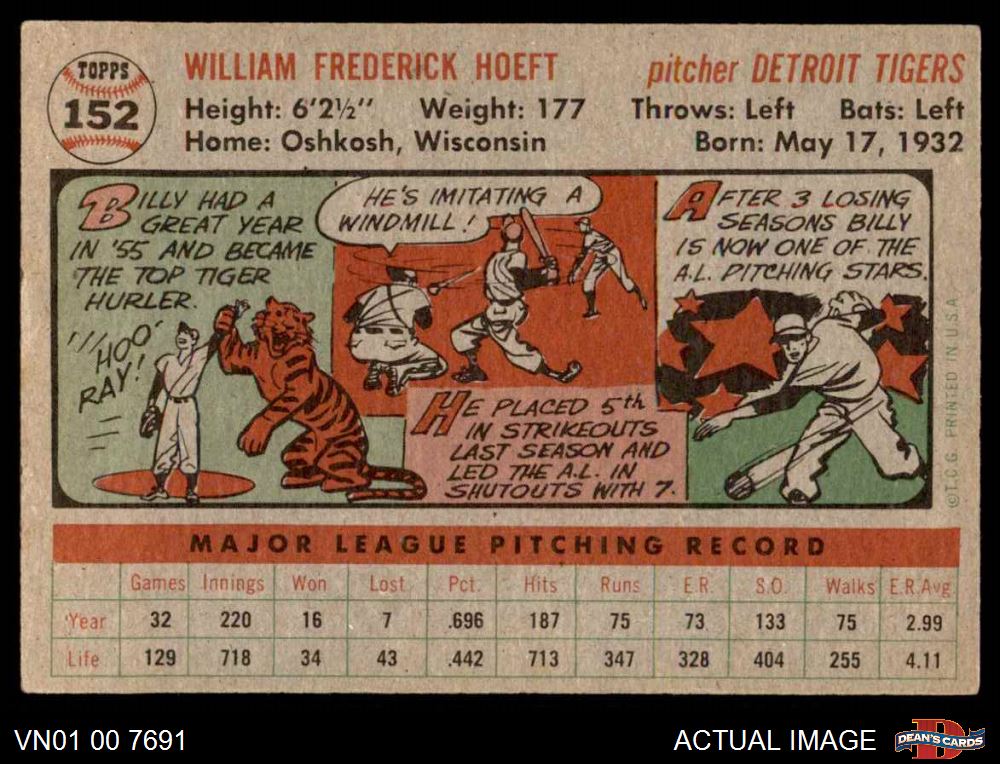 TOPPS
152
WILLIAM FREDERICK HOEFT
pitcher DETROIT TIGERS
Height: 6'2½" Weight: 177 Throws: Left Bats: Left
Home: Oshkosh, Wisconsin Born: May 17, 1932
BILLY HAD A
GREAT YEAR
IN '55 AND BECAME
THE TOP TIGER
HURLER.
HOO
RAY!
HE'S IMITATING A
WINDMILL!
HE PLACED 5th
IN STRIKEOUTS
LAST SEASON AND
LED THE A.L. IN
SHUTOUTS WITH 7.
AFTER 3 LOSING
SEASONS BILLY
IS NOW ONE OF THE
A.L. PITCHING STARS.
©T.C.G. PRINTED IN U.S.A.
MAJOR LEAGUE PITCHING RECORD
Games Innings Won Lost Pct. Hits Runs E.R. S.O. Walks E.R.Avg.
Year 32 220 16 7 .696 187 75 73 133 75 2.99
Life 129 718 34 43 .442 713 347 328 404 255 4.11
VN01 00 7691
ACTUAL IMAGE
D
DEAN'S CARDS